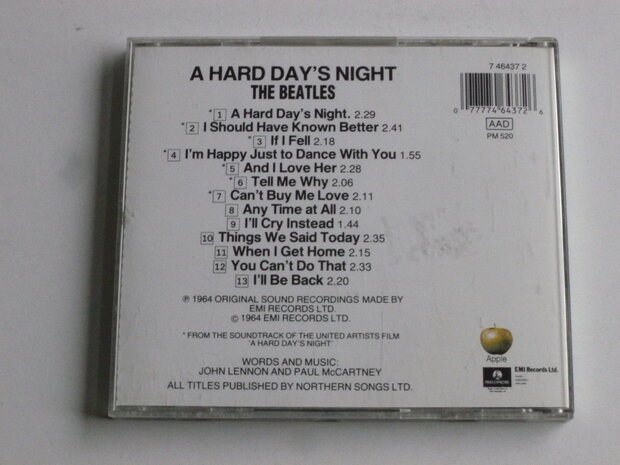 7 46437 2
A HARD DAY'S NIGHT
THE BEATLES
0 77774 64372 6
AAD
PM 520
*1 A Hard Day's Night. 2.29
*2 I Should Have Known Better 2.41
*3 If I Fell 2.18
*4 I'm Happy Just to Dance With You 1.55
*5 And I Love Her 2.28
*6 Tell Me Why 2.06
*7 Can't Buy Me Love 2.11
8 Any Time at All 2.10
9 I'll Cry Instead 1.44
10 Things We Said Today 2.35
11 When I Get Home 2.15
12 You Can't Do That 2.33
13 I'll Be Back 2.20
℗ 1964 ORIGINAL SOUND RECORDINGS MADE BY
EMI RECORDS LTD.
© 1964 EMI RECORDS LTD.
* FROM THE SOUNDTRACK OF THE UNITED ARTISTS FILM
'A HARD DAY'S NIGHT'
WORDS AND MUSIC:
JOHN LENNON AND PAUL McCARTNEY
ALL TITLES PUBLISHED BY NORTHERN SONGS LTD.
Apple
PARLOPHONE
EMI Records Ltd.